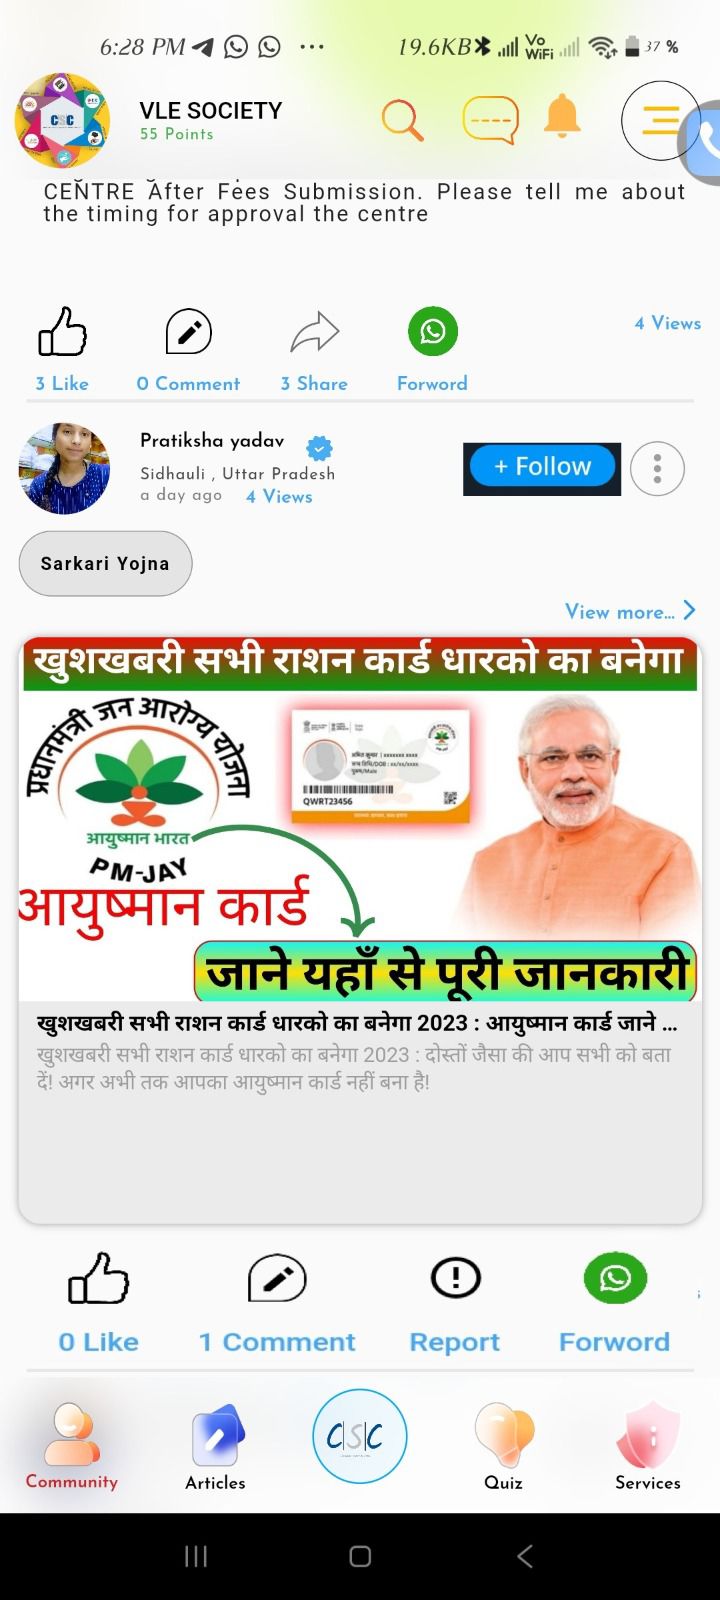 6:28 PM
19.6KB
Vo
WiFi
37 %
VLE SOCIETY
55 Points
CSC
CENTRE After Fees Submission. Please tell me about
the timing for approval the centre
4 Views
3 Like
0 Comment
3 Share
Forword
Pratiksha yadav
Sidhauli , Uttar Pradesh
a day ago
4 Views
+ Follow
Sarkari Yojna
View more...
खुशखबरी सभी राशन कार्ड धारको का बनेगा
प्रधानमंत्री जन आरोग्य योजना
आयुष्मान भारत
PM-JAY
QWRT23456
आयुष्मान कार्ड
जाने यहाँ से पूरी जानकारी
खुशखबरी सभी राशन कार्ड धारको का बनेगा 2023 : आयुष्मान कार्ड जाने ...
खुशखबरी सभी राशन कार्ड धारको का बनेगा 2023 : दोस्तों जैसा की आप सभी को बता
दें! अगर अभी तक आपका आयुष्मान कार्ड नहीं बना है!
0 Like
1 Comment
Report
Forword
Community
Articles
CSC
Quiz
Services